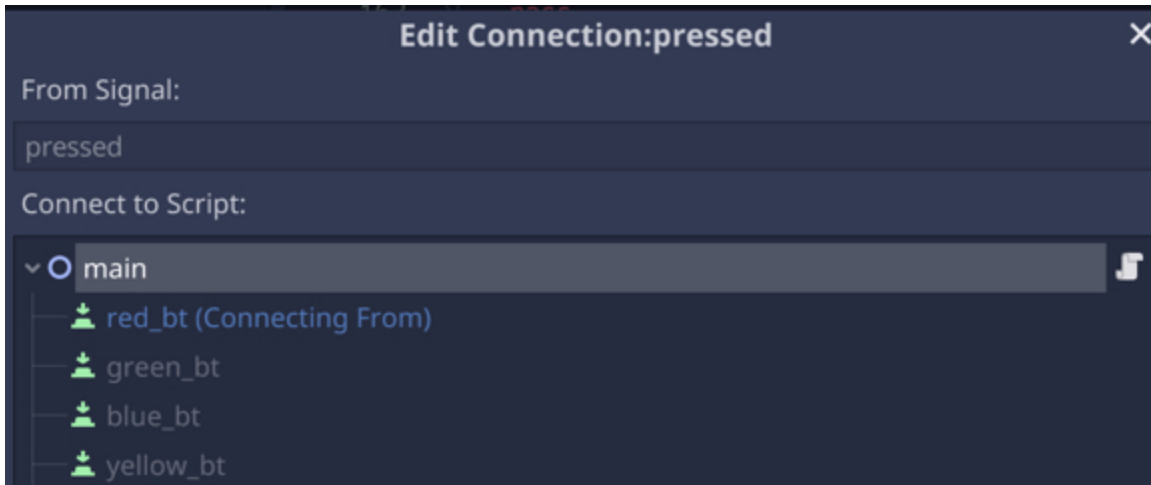 Edit Connection:pressed
From Signal:
pressed
Connect to Script:
main
red_bt (Connecting From)
green_bt
blue_bt
yellow_bt